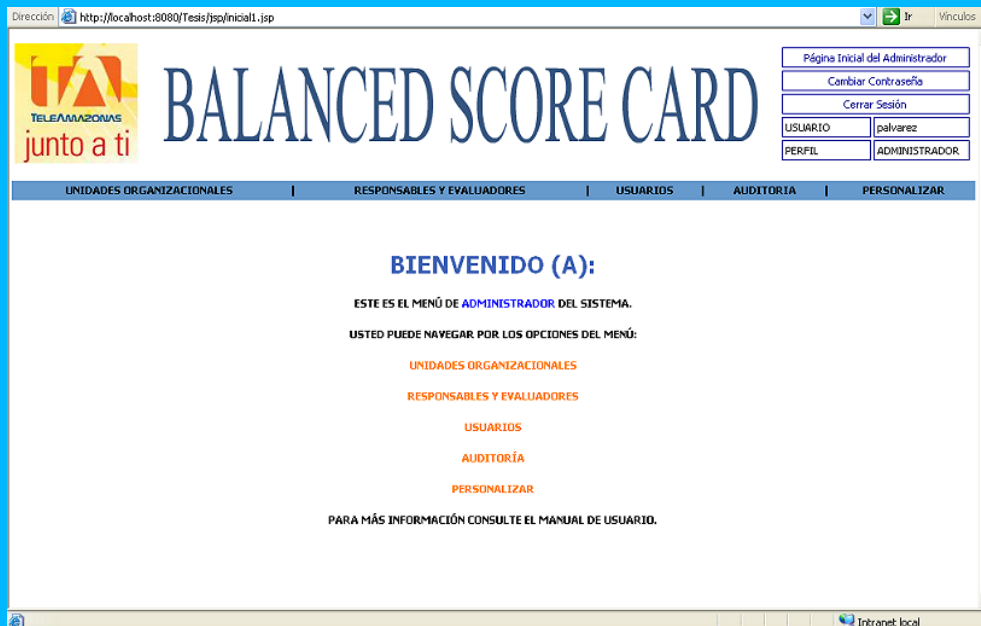 Dirección http://localhost:8080/Tesis/jsp/inicial1.jsp Ir Vínculos
TA
TELEAMAZONAS
junto a ti
BALANCED SCORE CARD
Página Inicial del Administrador
Cambiar Contraseña
Cerrar Sesión
USUARIO palvarez
PERFIL ADMINISTRADOR
UNIDADES ORGANIZACIONALES | RESPONSABLES Y EVALUADORES | USUARIOS | AUDITORIA | PERSONALIZAR
BIENVENIDO (A):
ESTE ES EL MENÚ DE ADMINISTRADOR DEL SISTEMA.
USTED PUEDE NAVEGAR POR LOS OPCIONES DEL MENÚ:
UNIDADES ORGANIZACIONALES
RESPONSABLES Y EVALUADORES
USUARIOS
AUDITORÍA
PERSONALIZAR
PARA MÁS INFORMACIÓN CONSULTE EL MANUAL DE USUARIO.
Intranet local